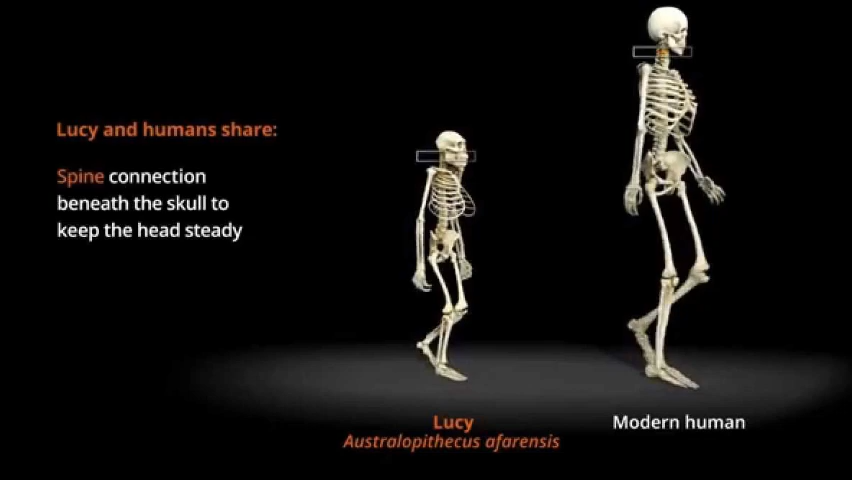 Lucy and humans share:
Spine connection
beneath the skull to
keep the head steady
Lucy
Australopithecus afarensis
Modern human